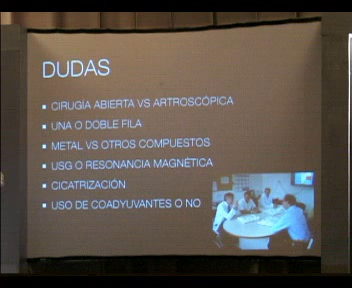 DUDAS
▪ CIRUGÍA ABIERTA VS ARTROSCÓPICA
▪ UNA O DOBLE FILA
▪ METAL VS OTROS COMPUESTOS
▪ USG O RESONANCIA MAGNÉTICA
▪ CICATRIZACIÓN
▪ USO DE COADYUVANTES O NO